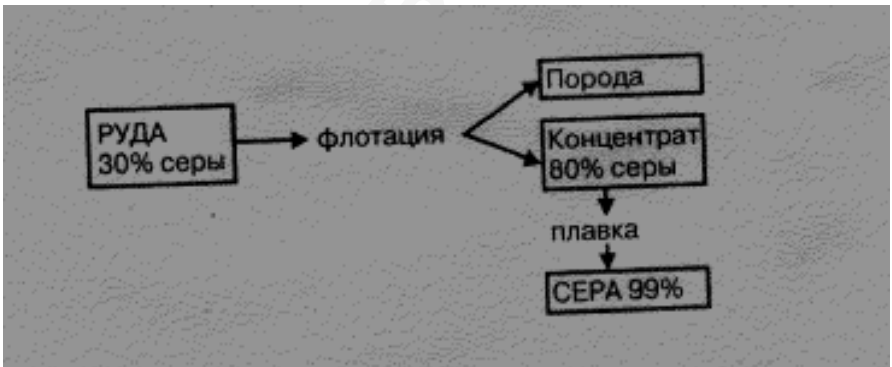 РУДА
30% серы
флотация
Порода
Концентрат
80% серы
плавка
СЕРА 99%